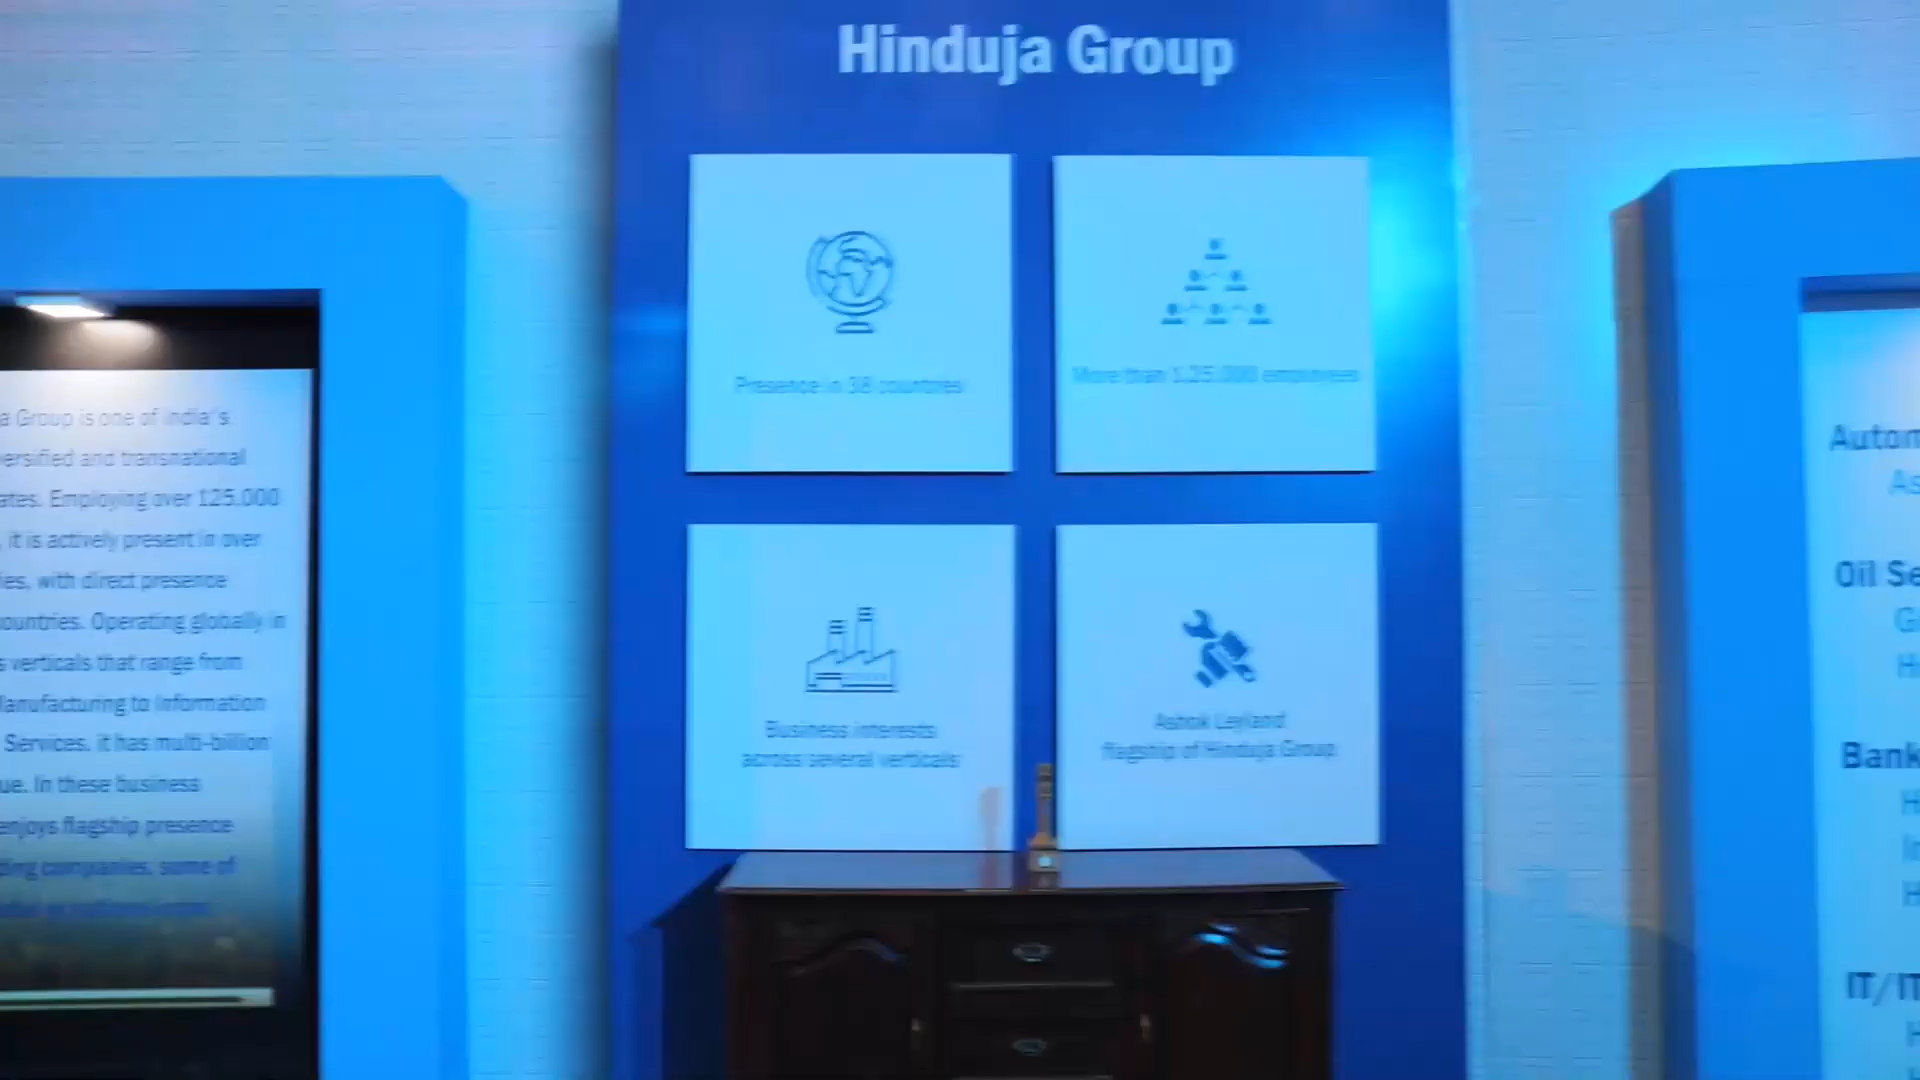 Hinduja Group
Presence in 38 countries
More than 1,25,000 employees
Business interests
across several verticals
Ashok Leyland
flagship of Hinduja Group
a Group is one of India's
ersified and transnational
ates. Employing over 125,000
, it is actively present in over
ies, with direct presence
ountries. Operating globally in
s verticals that range from
anufacturing to Information
Services, it has multi-billion
ue. In these business
enjoys flagship presence
ding companies, some of
Autom
As
Oil Se
G
H
Bank
H
In
H
IT/IT
H